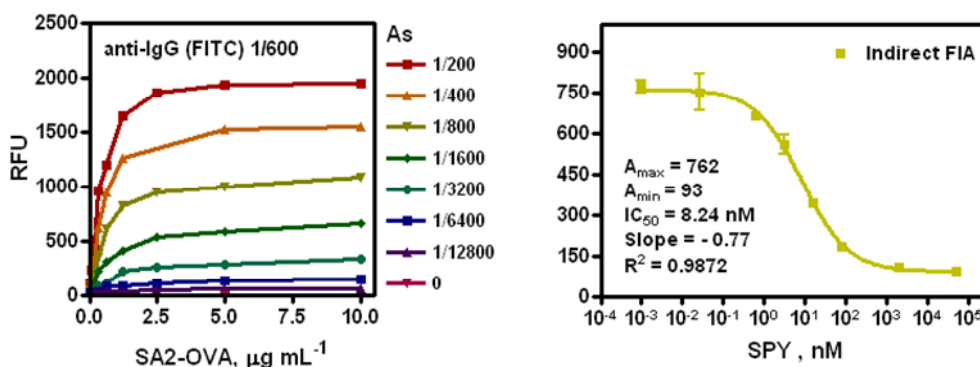 2500
2000
1500
1000
500
0
RFU
anti-IgG (FITC) 1/600
0.0 2.5 5.0 7.5 10.0
SA2-OVA, µg mL⁻¹
As
1/200
1/400
1/800
1/1600
1/3200
1/6400
1/12800
0
900
750
600
450
300
150
0
Indirect FIA
Aₘₐₓ = 762
Aₘᵢₙ = 93
IC₅₀ = 8.24 nM
Slope = - 0.77
R² = 0.9872
10⁻⁴ 10⁻³ 10⁻² 10⁻¹ 10⁰ 10¹ 10² 10³ 10⁴ 10⁵
SPY , nM